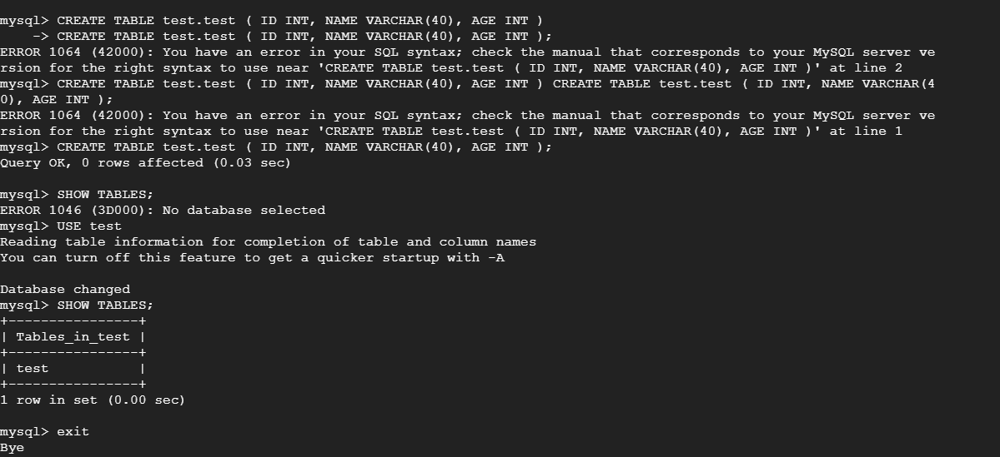 mysql> CREATE TABLE test.test ( ID INT, NAME VARCHAR(40), AGE INT )
    -> CREATE TABLE test.test ( ID INT, NAME VARCHAR(40), AGE INT );
ERROR 1064 (42000): You have an error in your SQL syntax; check the manual that corresponds to your MySQL server ve
rsion for the right syntax to use near 'CREATE TABLE test.test ( ID INT, NAME VARCHAR(40), AGE INT )' at line 2
mysql> CREATE TABLE test.test ( ID INT, NAME VARCHAR(40), AGE INT ) CREATE TABLE test.test ( ID INT, NAME VARCHAR(4
0), AGE INT );
ERROR 1064 (42000): You have an error in your SQL syntax; check the manual that corresponds to your MySQL server ve
rsion for the right syntax to use near 'CREATE TABLE test.test ( ID INT, NAME VARCHAR(40), AGE INT )' at line 1
mysql> CREATE TABLE test.test ( ID INT, NAME VARCHAR(40), AGE INT );
Query OK, 0 rows affected (0.03 sec)

mysql> SHOW TABLES;
ERROR 1046 (3D000): No database selected
mysql> USE test
Reading table information for completion of table and column names
You can turn off this feature to get a quicker startup with -A

Database changed
mysql> SHOW TABLES;
+----------------+
| Tables_in_test |
+----------------+
| test           |
+----------------+
1 row in set (0.00 sec)

mysql> exit
Bye